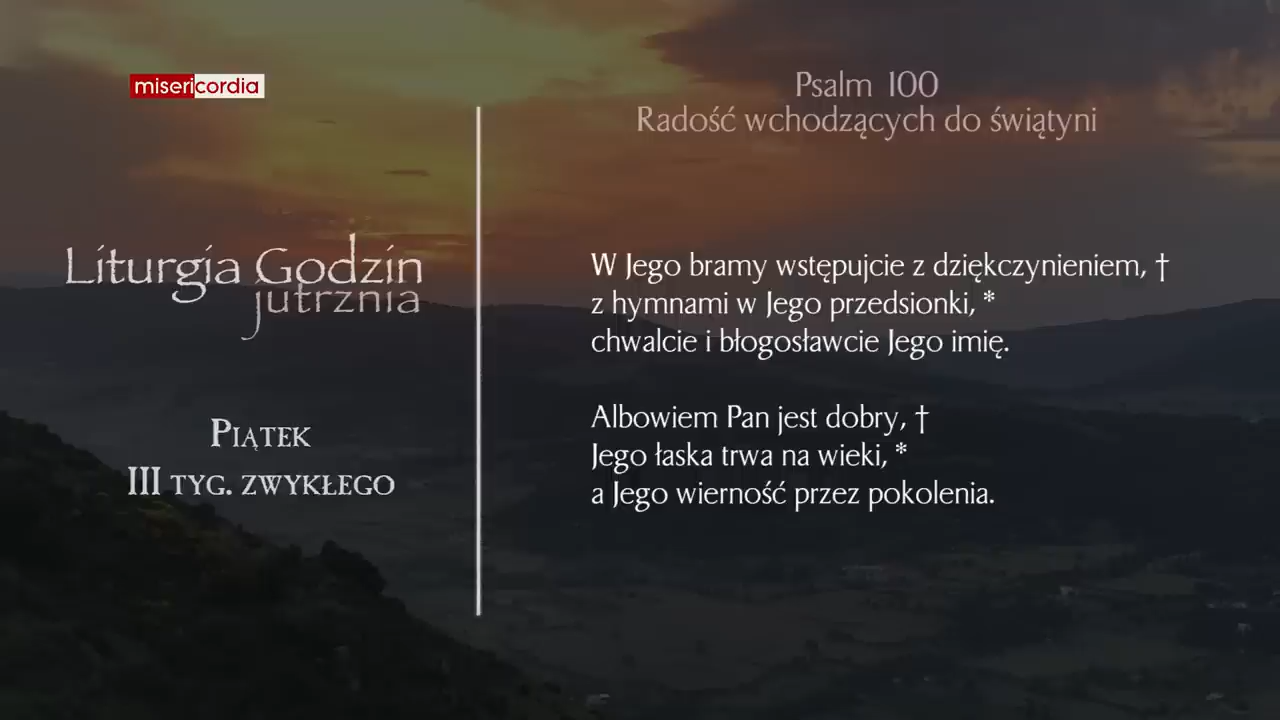 misericordia
Liturgia Godzin
jutrznia
Piątek
III tyg. zwykłego
Psalm 100
Radość wchodzących do świątyni
W Jego bramy wstępujcie z dziękczynieniem, †
z hymnami w Jego przedsionki, *
chwalcie i błogosławcie Jego imię.
Albowiem Pan jest dobry, †
Jego łaska trwa na wieki, *
a Jego wierność przez pokolenia.